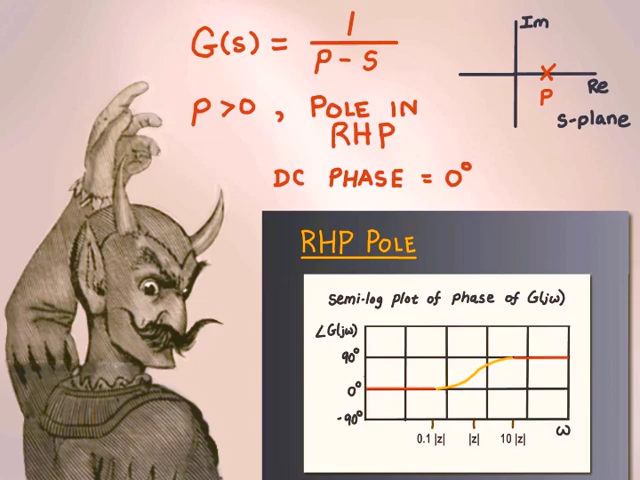 G(s) = 1 / (P - S)
P > 0 , POLE IN
RHP
DC PHASE = 0°
Im
Re
P
S-plane
RHP POLE
Semi-log plot of phase of G(jω)
∠G(jω)
90°
0°
-90°
0.1 |z|
|z|
10 |z|
ω